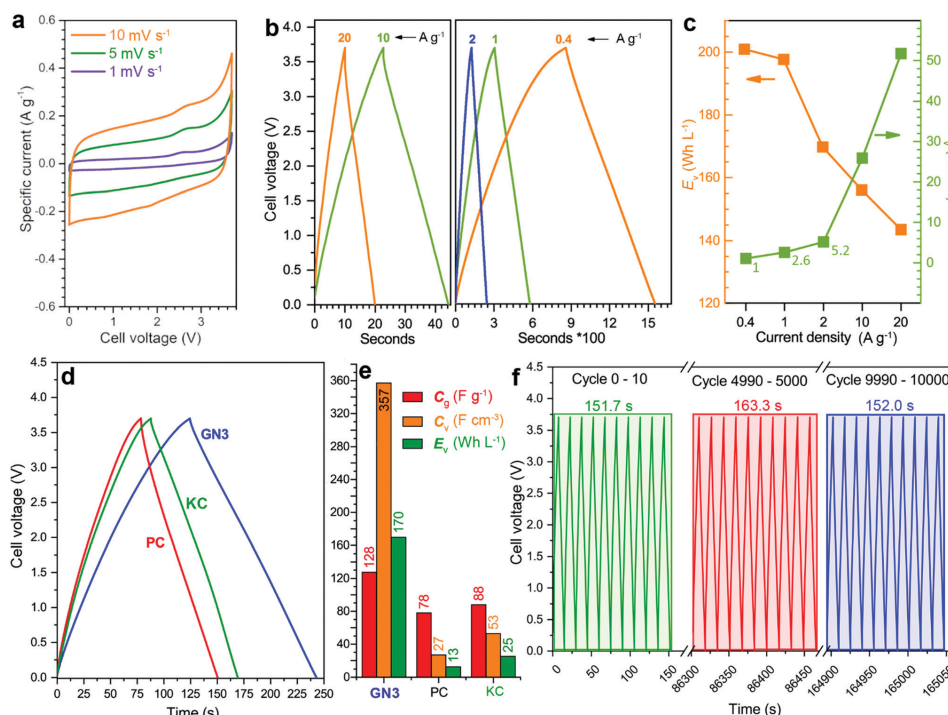 a
0.6
0.4
0.2
0.0
-0.2
-0.4
-0.6
Specific current (A g⁻¹)
10 mV s⁻¹
5 mV s⁻¹
1 mV s⁻¹
0 1 2 3
Cell voltage (V)
b
4.0
3.5
3.0
2.5
2.0
1.5
1.0
0.5
0.0
Cell voltage (V)
20 10 A g⁻¹
2 1 0.4 A g⁻¹
0 10 20 30 40
Seconds
0 3 6 9 12 15
Seconds *100
c
200
180
160
140
120
Eᵥ (Wh L⁻¹)
50
40
30
20
10
0
1 2.6 5.2
0.4 1 2 10 20
Current density (A g⁻¹)
d
4.5
4.0
3.5
3.0
2.5
2.0
1.5
1.0
0.5
0.0
Cell voltage (V)
GN3
KC
PC
0 25 50 75 100 125 150 175 200 225 250
Time (s)
e
360
320
280
240
200
160
120
80
40
0
C_g (F g⁻¹)
C_v (F cm⁻³)
E_v (Wh L⁻¹)
128 357 170
78 27 13
88 53 25
GN3 PC KC
f
4.5
4.0
3.5
3.0
2.5
2.0
1.5
1.0
0.5
0.0
Cell voltage (V)
Cycle 0 - 10 Cycle 4990 - 5000 Cycle 9990 - 10000
151.7 s 163.3 s 152.0 s
0 50 100 150 86300 86350 86400 86450 164900 164950 165000
Time (s)